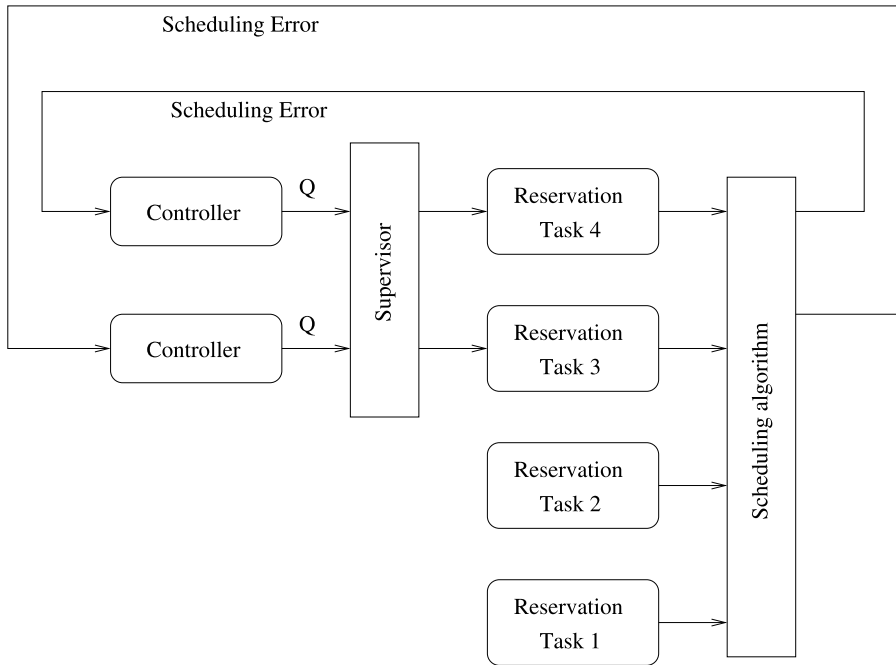 Scheduling Error
Scheduling Error
Q
Controller
Supervisor
Reservation
Task 4
Q
Controller
Reservation
Task 3
Scheduling algorithm
Reservation
Task 2
Reservation
Task 1